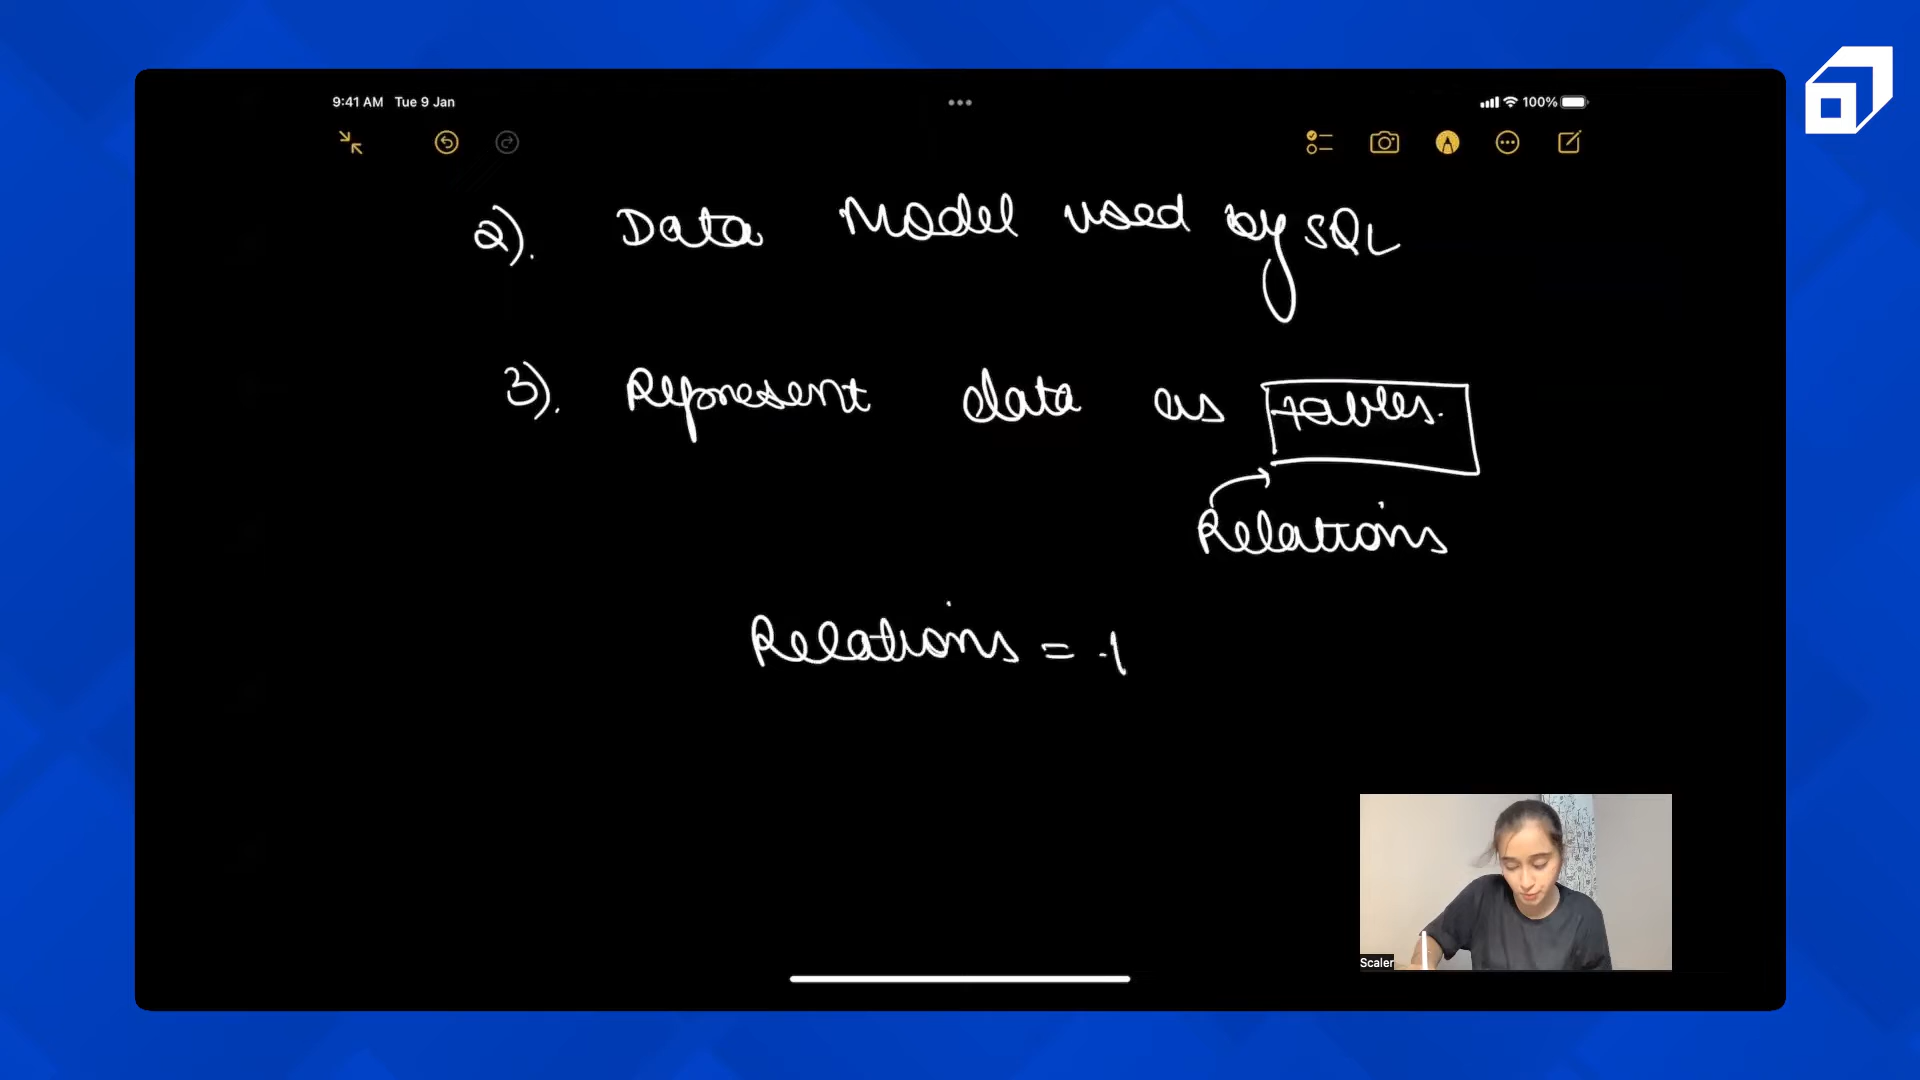 9:41 AM Tue 9 Jan
100%
2). Data Model used by SQL
3). Represent data as tables.
Relations
Relations =
Scaler